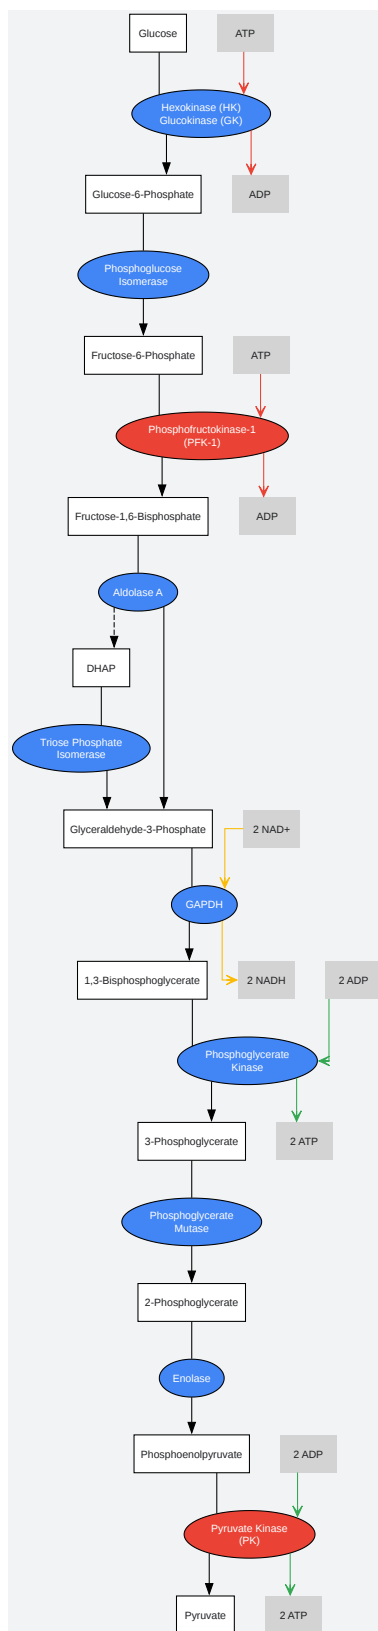 Glucose
ATP
Hexokinase (HK)
Glucokinase (GK)
Glucose-6-Phosphate
ADP
Phosphoglucose
Isomerase
Fructose-6-Phosphate
ATP
Phosphofructokinase-1
(PFK-1)
Fructose-1,6-Bisphosphate
ADP
Aldolase A
DHAP
Triose Phosphate
Isomerase
Glyceraldehyde-3-Phosphate
2 NAD+
GAPDH
1,3-Bisphosphoglycerate
2 NADH
2 ADP
Phosphoglycerate
Kinase
3-Phosphoglycerate
2 ATP
Phosphoglycerate
Mutase
2-Phosphoglycerate
Enolase
Phosphoenolpyruvate
2 ADP
Pyruvate Kinase
(PK)
Pyruvate
2 ATP